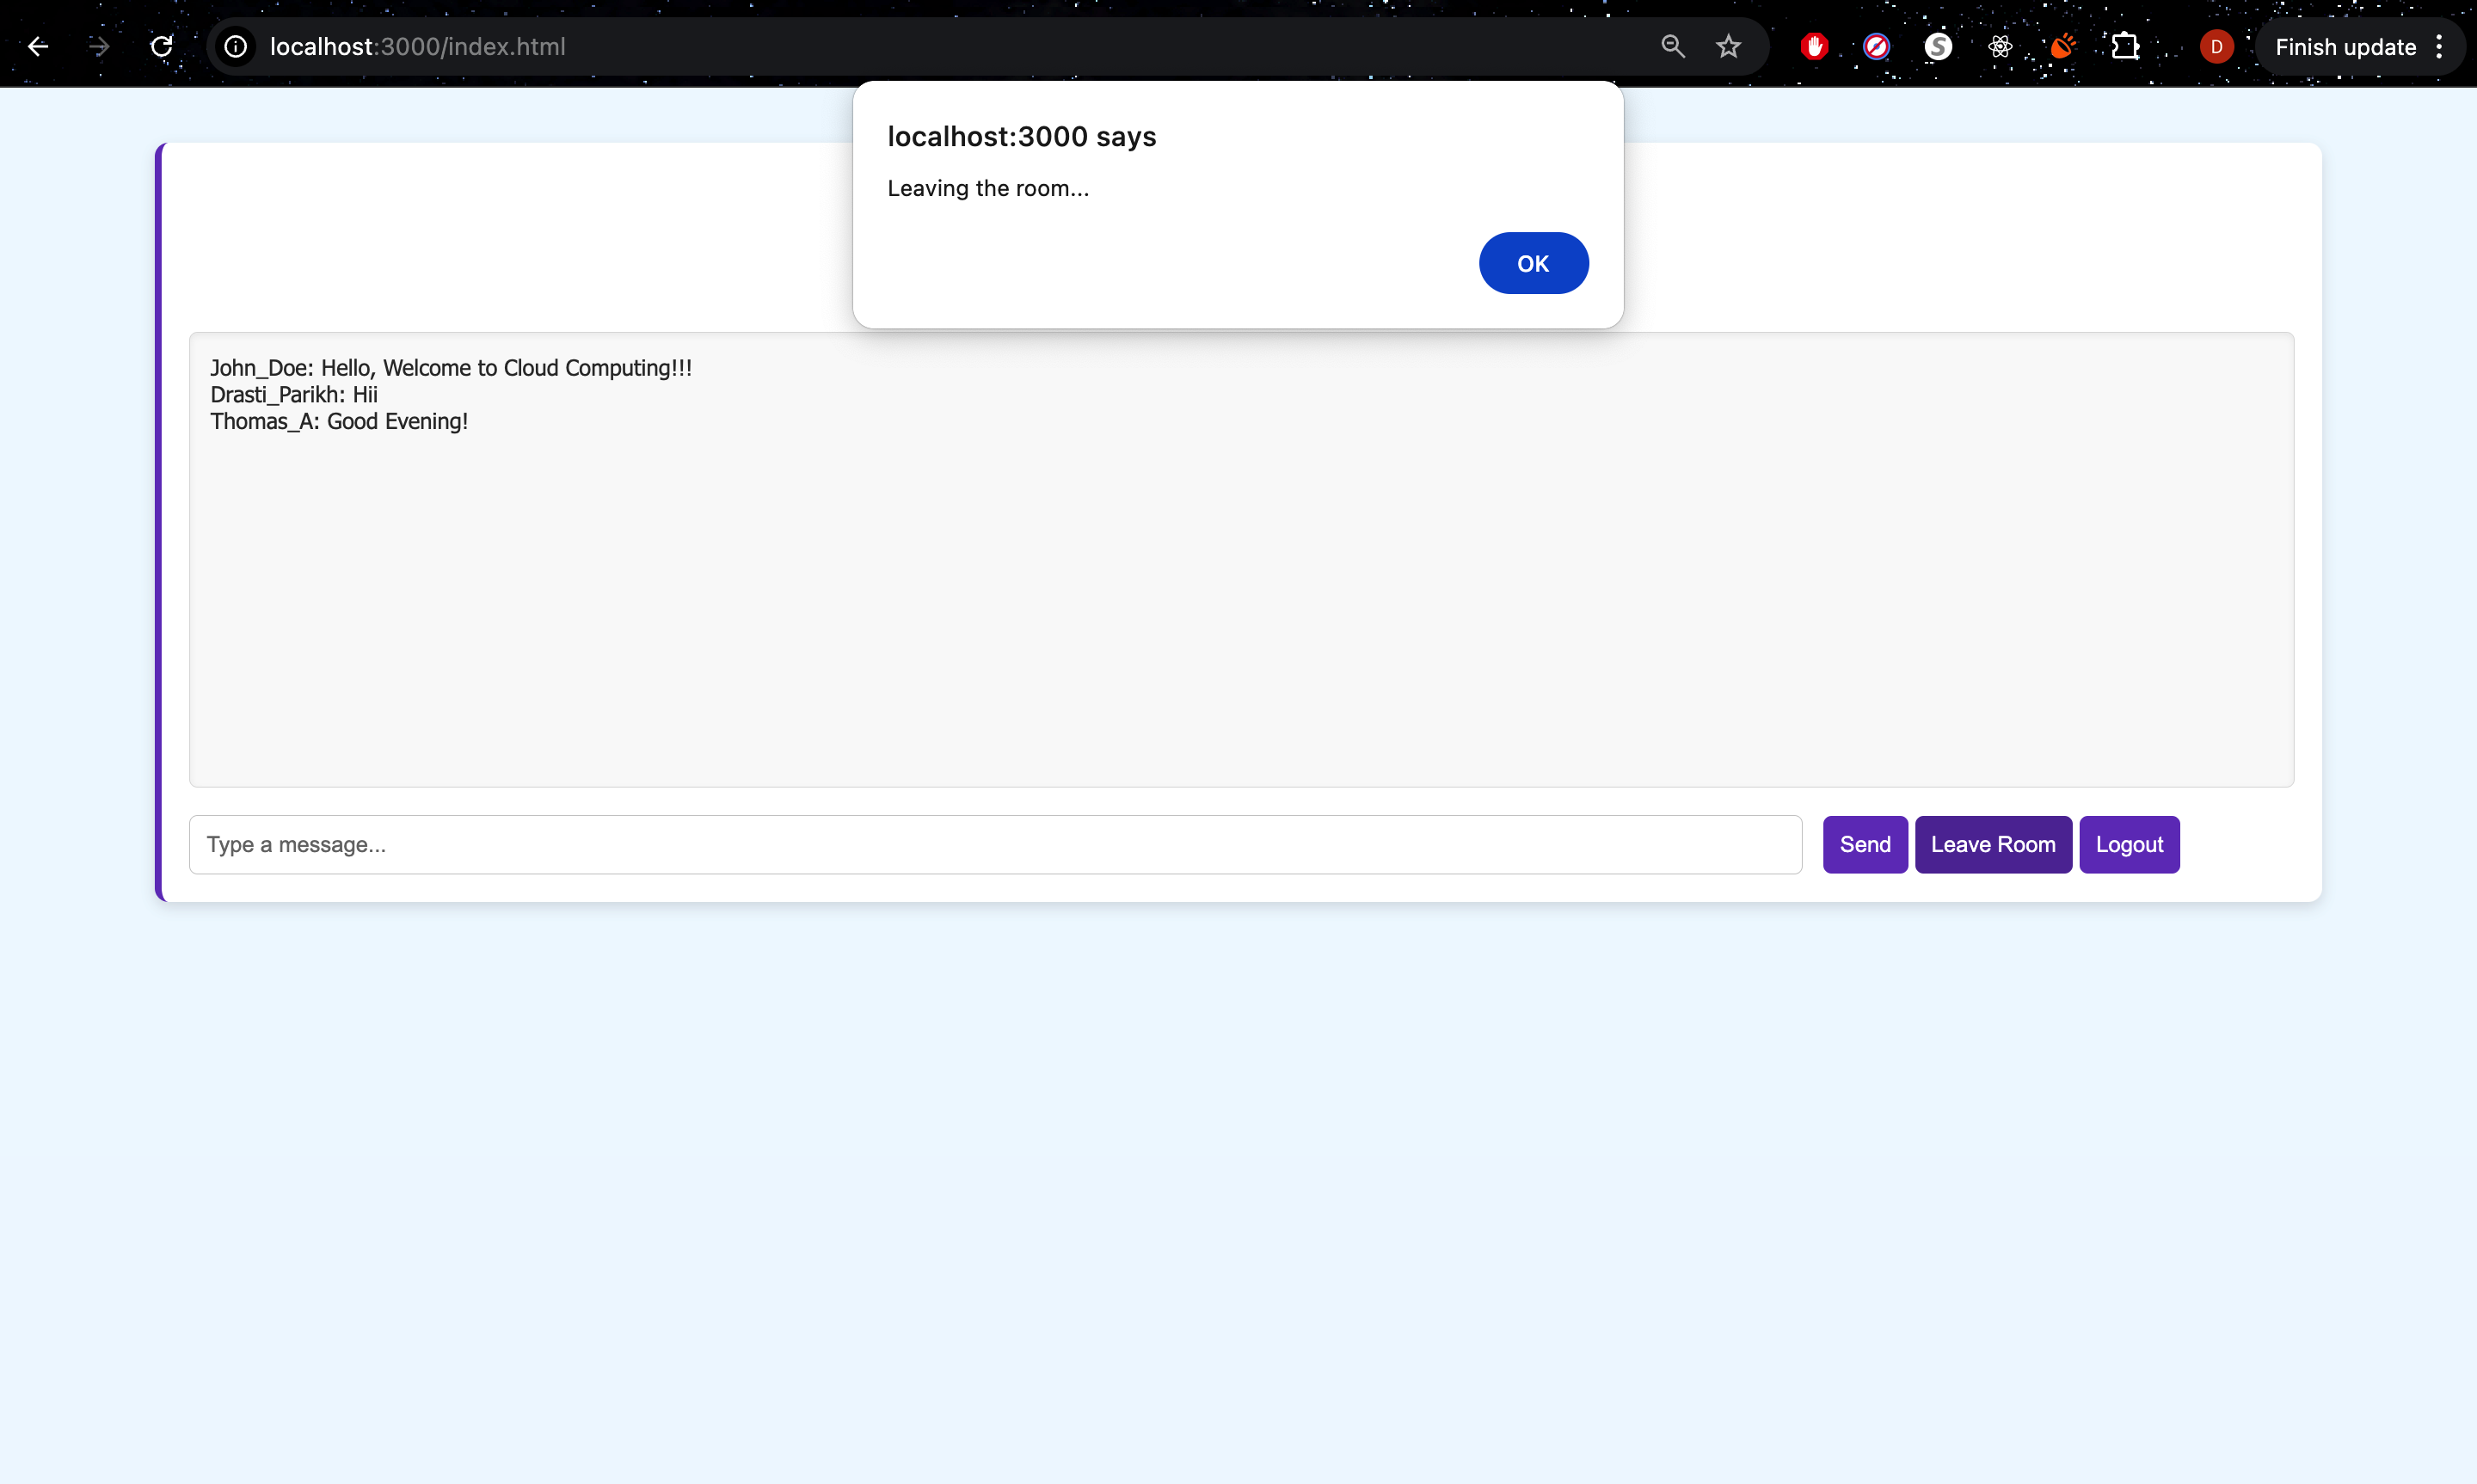 localhost:3000/index.html
D
Finish update
localhost:3000 says
Leaving the room...
OK
John_Doe: Hello, Welcome to Cloud Computing!!!
Drasti_Parikh: Hii
Thomas_A: Good Evening!
Type a message...
Send
Leave Room
Logout